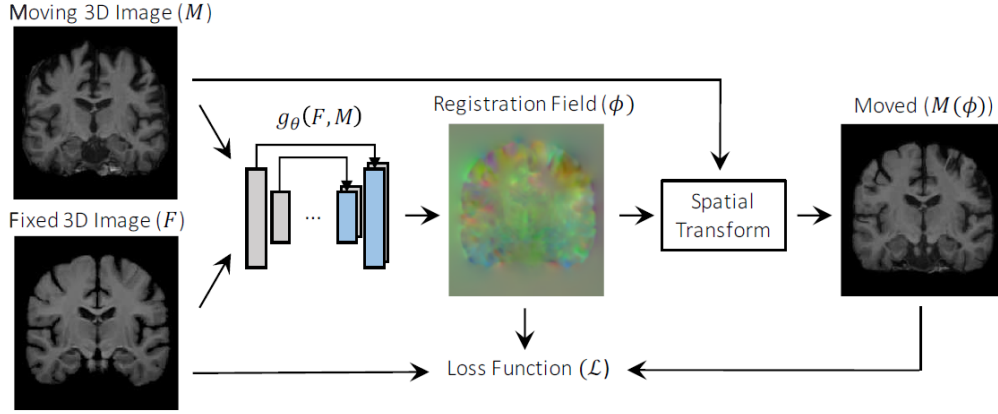 Moving 3D Image (M)
g_θ(F, M)
Registration Field (ϕ)
Moved (M(ϕ))
Fixed 3D Image (F)
...
Spatial
Transform
Loss Function (ℒ)